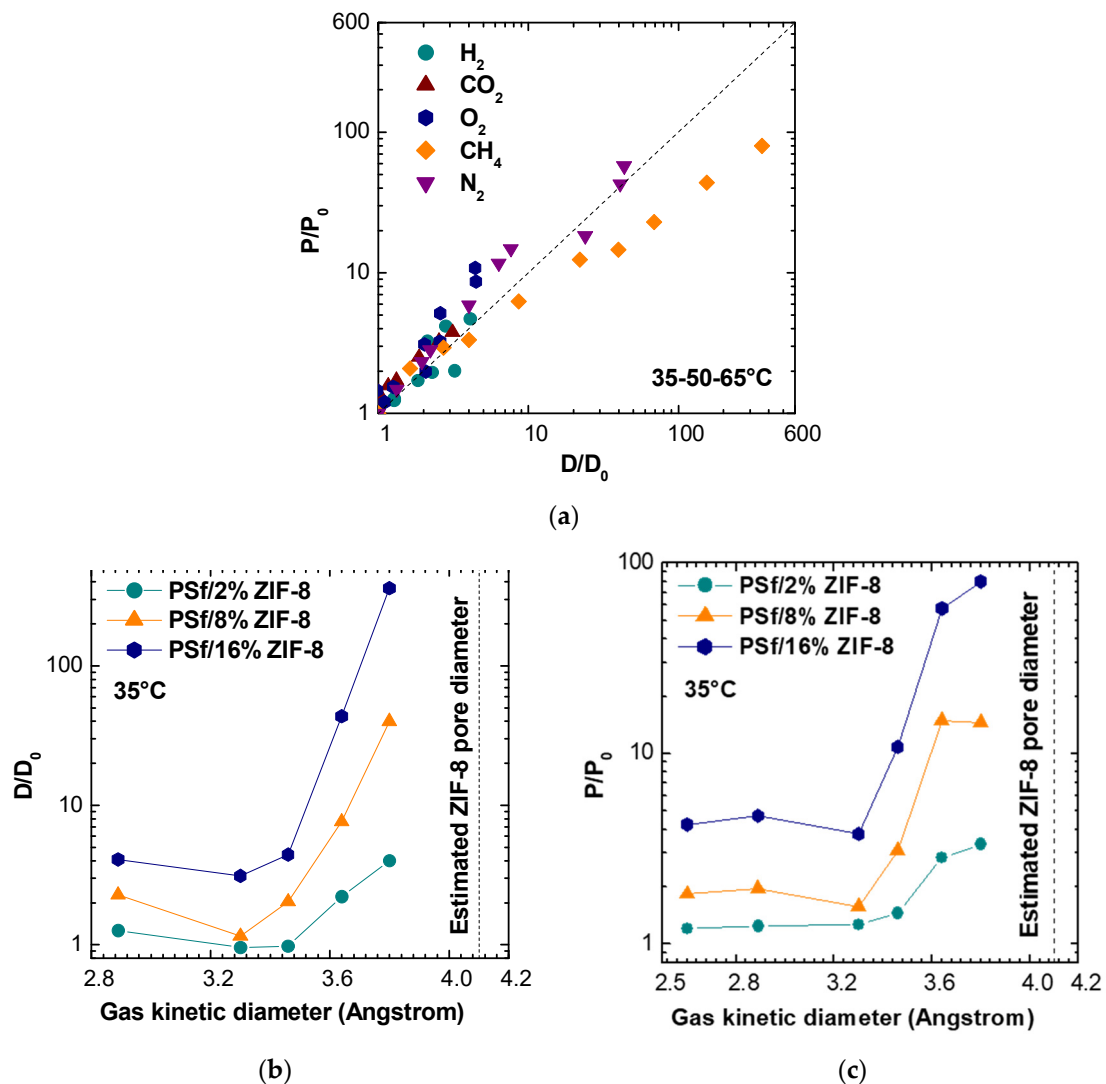 600
100
10
1
P/P₀
H₂
CO₂
O₂
CH₄
N₂
35-50-65°C
1 10 100 600
D/D₀
(a)
100
10
1
D/D₀
PSf/2% ZIF-8
PSf/8% ZIF-8
PSf/16% ZIF-8
35°C
Estimated ZIF-8 pore diameter
2.8 3.2 3.6 4.0 4.2
Gas kinetic diameter (Angstrom)
(b)
100
10
1
P/P₀
PSf/2% ZIF-8
PSf/8% ZIF-8
PSf/16% ZIF-8
35°C
Estimated ZIF-8 pore diameter
2.5 2.8 3.2 3.6 4.0 4.2
Gas kinetic diameter (Angstrom)
(c)